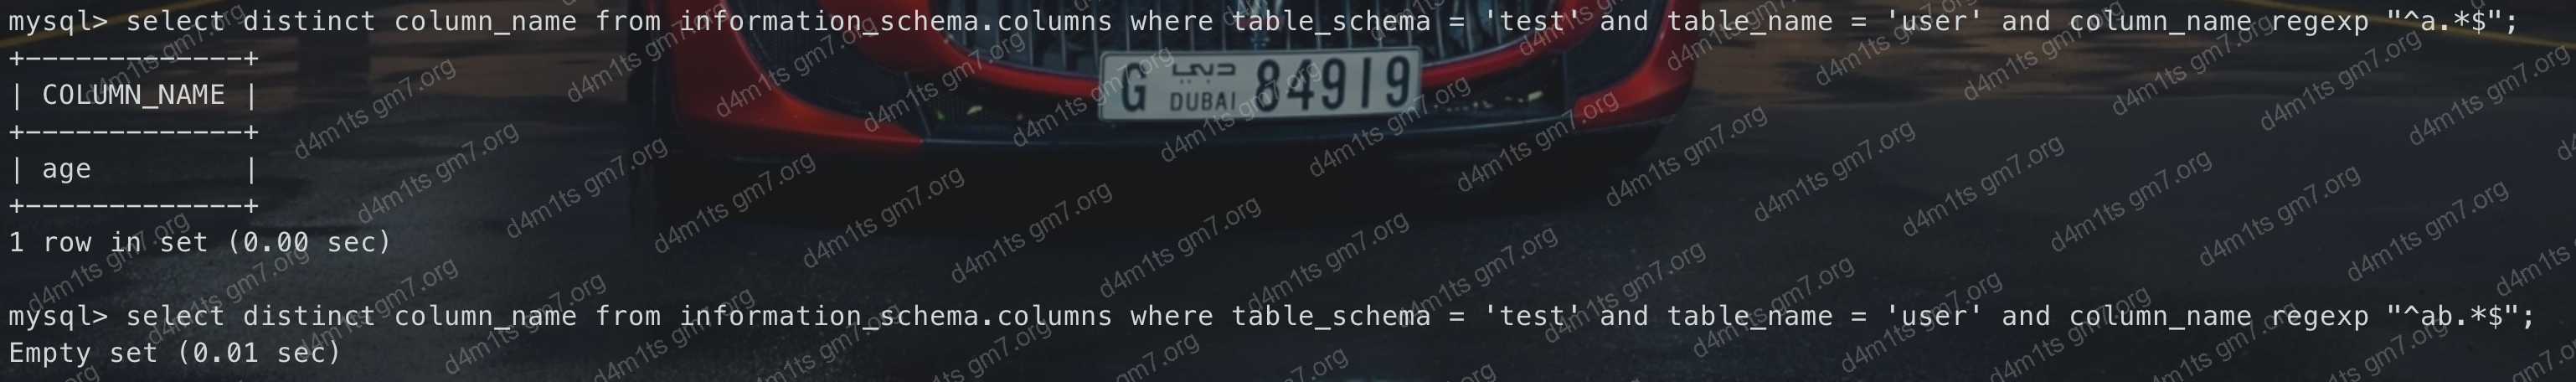 mysql> select distinct column_name from information_schema.columns where table_schema = 'test' and table_name = 'user' and column_name regexp "^a.*$";
+-------------+
| COLUMN_NAME |
+-------------+
| age         |
+-------------+
1 row in set (0.00 sec)
mysql> select distinct column_name from information_schema.columns where table_schema = 'test' and table_name = 'user' and column_name regexp "^ab.*$";
Empty set (0.01 sec)
G دبي DUBAI 84919
d4m1ts gm7.org